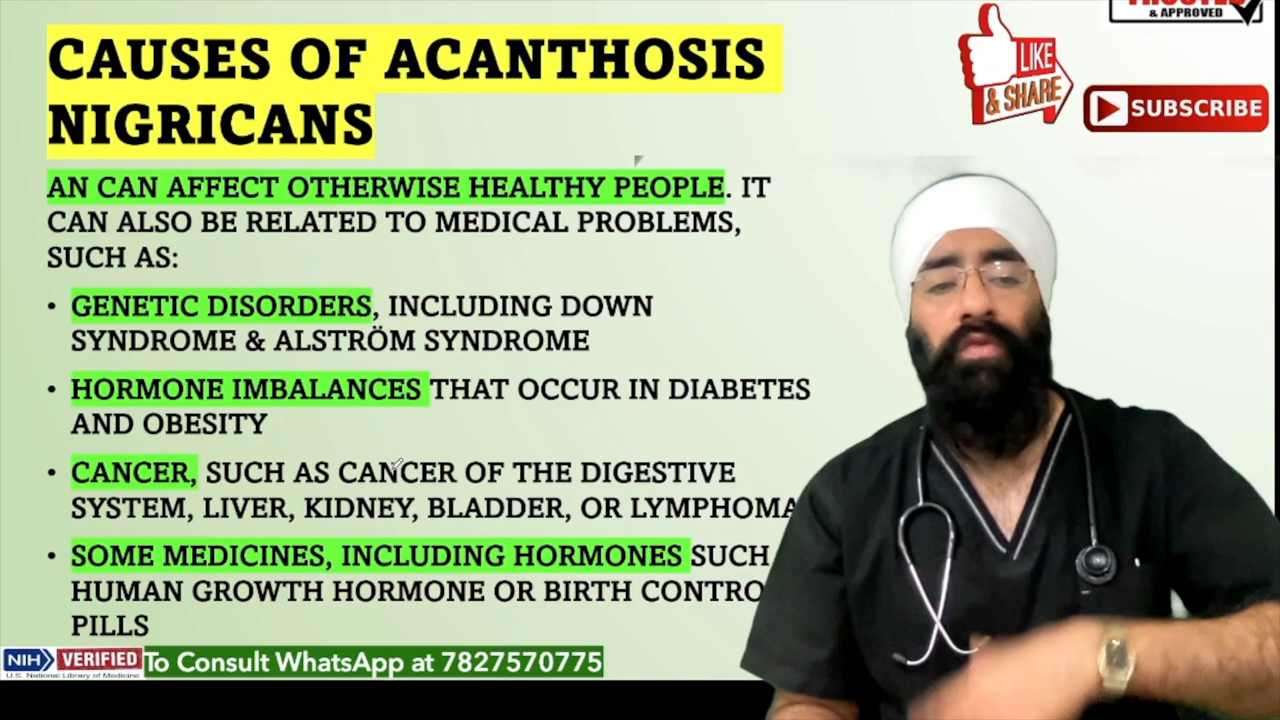 CAUSES OF ACANTHOSIS
NIGRICANS
AN CAN AFFECT OTHERWISE HEALTHY PEOPLE. IT
CAN ALSO BE RELATED TO MEDICAL PROBLEMS,
SUCH AS:
• GENETIC DISORDERS, INCLUDING DOWN
SYNDROME & ALSTRÖM SYNDROME
• HORMONE IMBALANCES THAT OCCUR IN DIABETES
AND OBESITY
• CANCER, SUCH AS CANCER OF THE DIGESTIVE
SYSTEM, LIVER, KIDNEY, BLADDER, OR LYMPHOMA
• SOME MEDICINES, INCLUDING HORMONES SUCH
HUMAN GROWTH HORMONE OR BIRTH CONTRO
PILLS
NIH VERIFIED
U.S. National Library of Medicine
To Consult WhatsApp at 7827570775
& APPROVED
LIKE
& SHARE
SUBSCRIBE